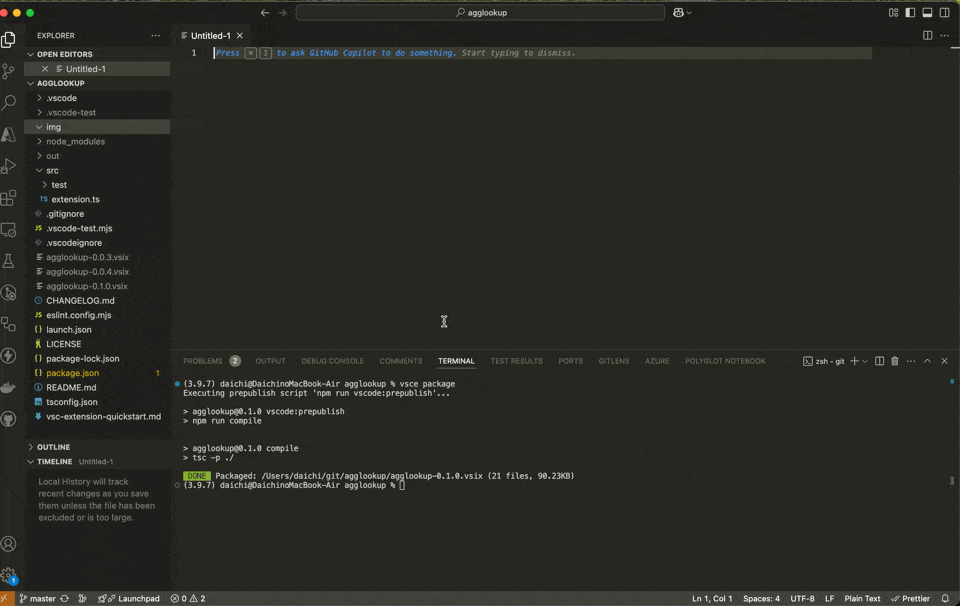 agglookup
EXPLORER
OPEN EDITORS
Untitled-1
AGGLOOKUP
.vscode
.vscode-test
img
node_modules
out
src
test
TS extension.ts
.gitignore
JS .vscode-test.mjs
.vscodeignore
agglookup-0.0.3.vsix
agglookup-0.0.4.vsix
agglookup-0.1.0.vsix
CHANGELOG.md
JS eslint.config.mjs
{} launch.json
LICENSE
{} package-lock.json
{} package.json 1
README.md
tsconfig.json
vsc-extension-quickstart.md
OUTLINE
TIMELINE Untitled-1
Local History will track
recent changes as you save
them unless the file has been
excluded or is too large.
1
Untitled-1
1 Press ⌘ I to ask GitHub Copilot to do something. Start typing to dismiss.
PROBLEMS 2 OUTPUT DEBUG CONSOLE COMMENTS TERMINAL TEST RESULTS PORTS GITLENS AZURE POLYGLOT NOTEBOOK zsh - git
(3.9.7) daichi@DaichinoMacBook-Air agglookup % vsce package
Executing prepublish script 'npm run vscode:prepublish'...
> agglookup@0.1.0 vscode:prepublish
> npm run compile
> agglookup@0.1.0 compile
> tsc -p ./
DONE Packaged: /Users/daichi/git/agglookup/agglookup-0.1.0.vsix (21 files, 90.23KB)
(3.9.7) daichi@DaichinoMacBook-Air agglookup %
master Launchpad 0 2 Ln 1, Col 1 Spaces: 4 UTF-8 LF Plain Text Prettier